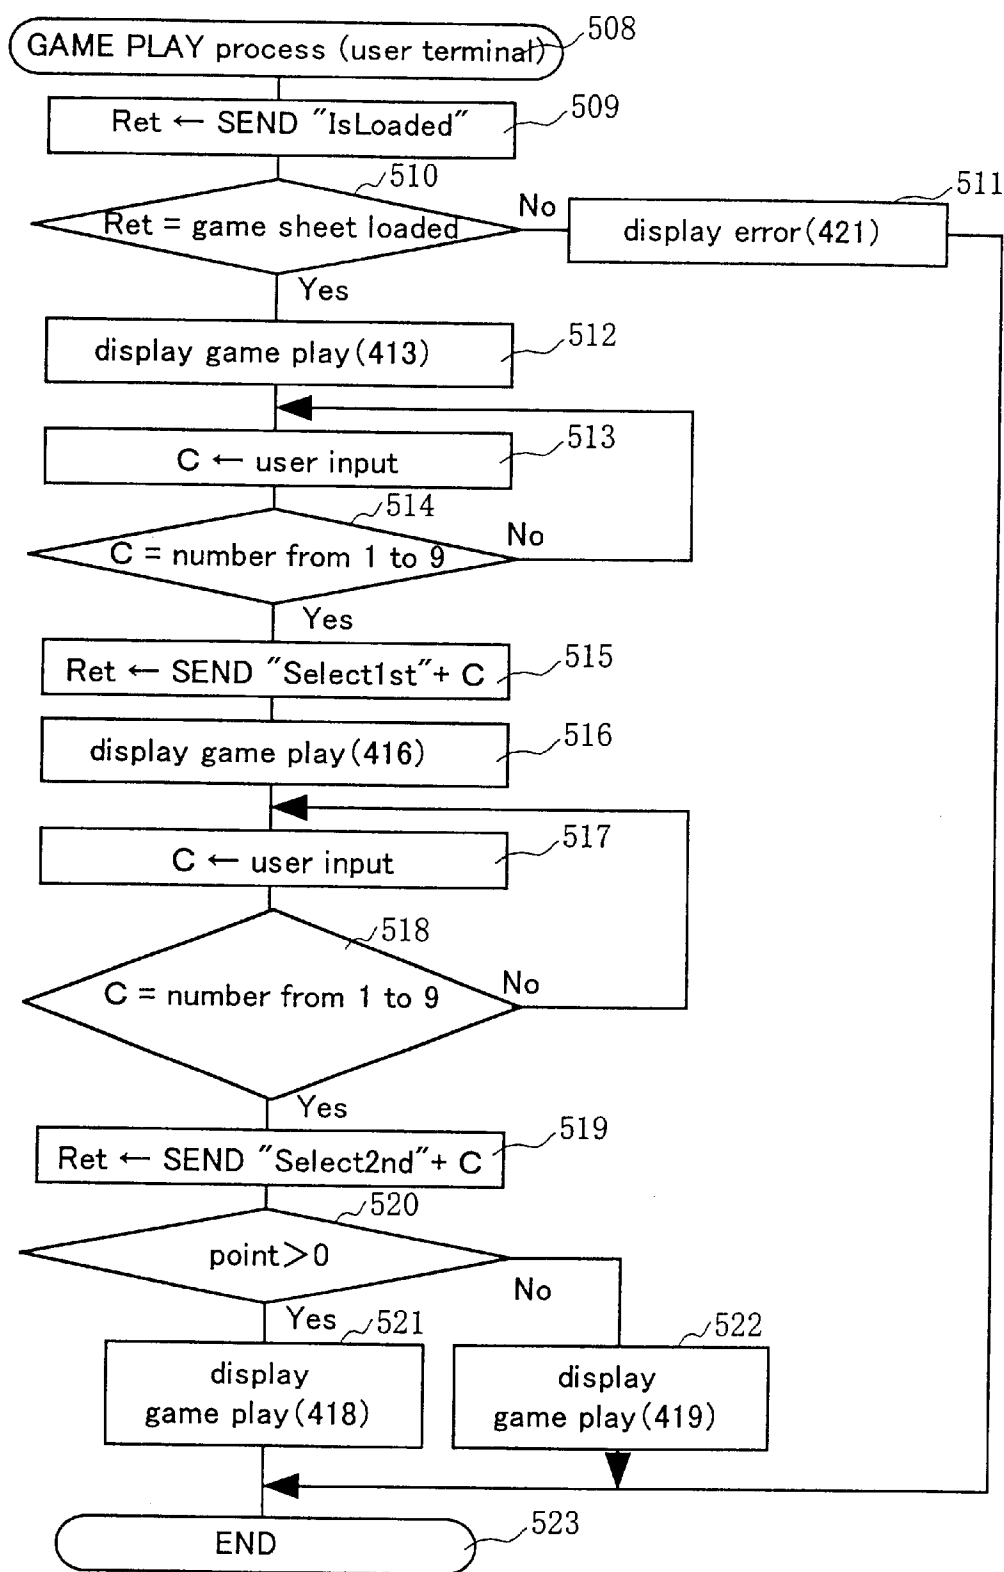 GAME PLAY process (user terminal) 508
Ret ← SEND "IsLoaded" 509
510
Ret = game sheet loaded
No
511
display error(421)
Yes
display game play(413) 512
C ← user input 513
514
C = number from 1 to 9
No
Yes
Ret ← SEND "Select1st"+ C 515
display game play(416) 516
C ← user input 517
518
C = number from 1 to 9
No
Yes
Ret ← SEND "Select2nd"+ C 519
520
point>0
No
Yes
521
display
game play(418)
522
display
game play(419)
END 523